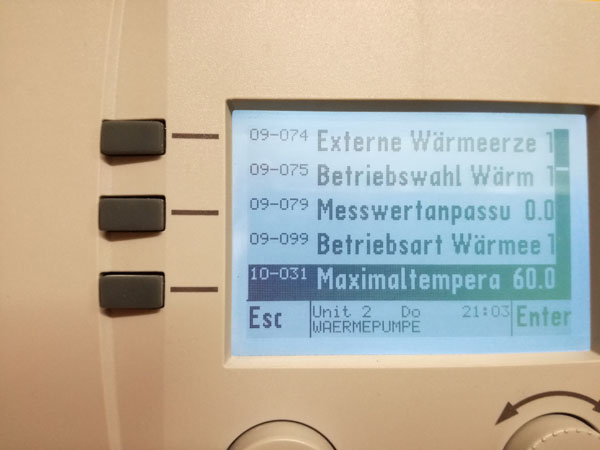 09-074 Externe Wärmeerze 1
09-075 Betriebswahl Wärm 1
09-079 Messwertanpassu 0.0
09-099 Betriebsart Wärmee 1
10-031 Maximaltempera 60.0
Esc Unit 2 Do 21:03 Enter
WAERMEPUMPE